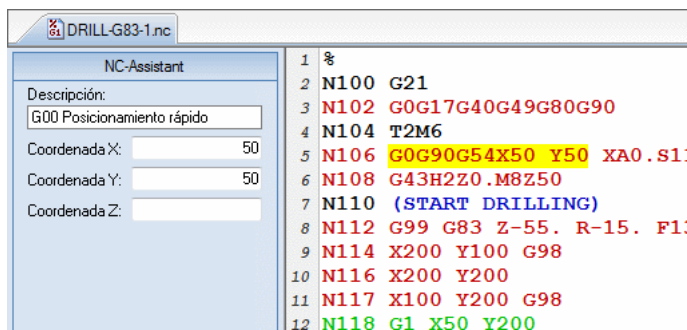 DRILL-G83-1.nc
NC-Assistant
Descripción:
G00 Posicionamiento rápido
Coordenada X: 50
Coordenada Y: 50
Coordenada Z:
1 %
2 N100 G21
3 N102 G0G17G40G49G80G90
4 N104 T2M6
5 N106 G0G90G54X50 Y50 XA0.S11
6 N108 G43H2Z0.M8Z50
7 N110 (START DRILLING)
8 N112 G99 G83 Z-55. R-15. F13
9 N114 X200 Y100 G98
10 N116 X200 Y200
11 N117 X100 Y200 G98
12 N118 G1 X50 Y200